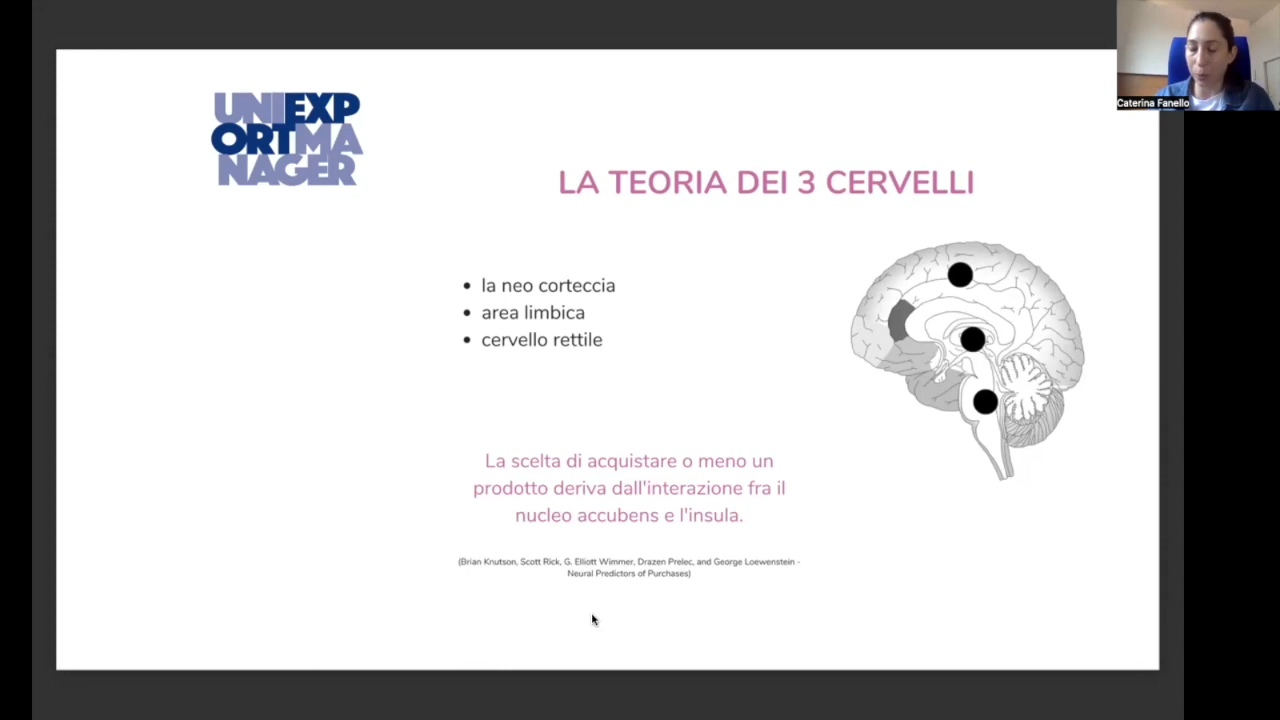 Caterina Fanello
UNIEXP
ORTMA
NAGER
LA TEORIA DEI 3 CERVELLI
• la neo corteccia
• area limbica
• cervello rettile
La scelta di acquistare o meno un
prodotto deriva dall'interazione fra il
nucleo accubens e l'insula.
(Brian Knutson, Scott Rick, G. Elliott Wimmer, Drazen Prelec, and George Loewenstein -
Neural Predictors of Purchases)